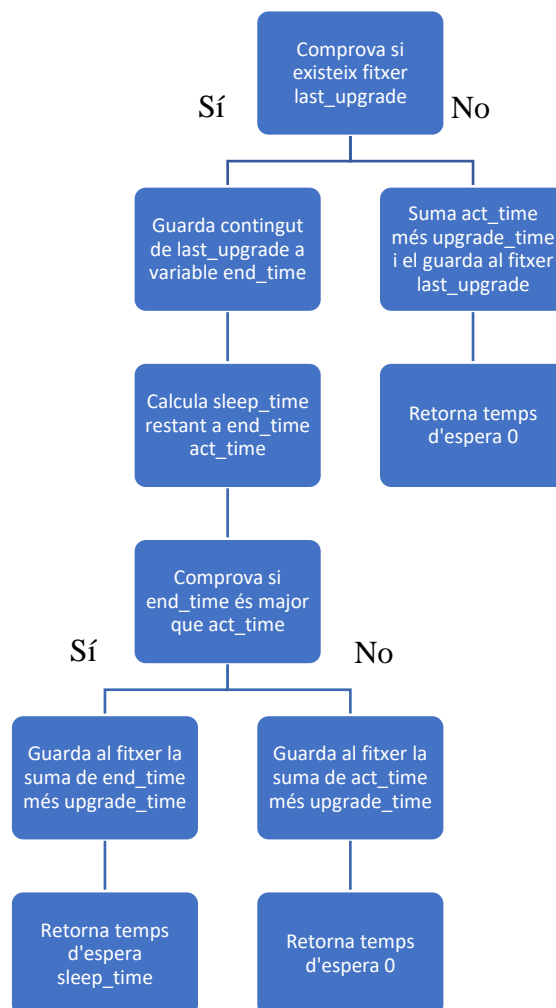 Comprova si
existeix fitxer
last_upgrade
Sí
No
Guarda contingut
de last_upgrade a
variable end_time
Suma act_time
més upgrade_time
i el guarda al fitxer
last_upgrade
Calcula sleep_time
restant a end_time
act_time
Retorna temps
d'espera 0
Comprova si
end_time és major
que act_time
Sí
No
Guarda al fitxer la
suma de end_time
més upgrade_time
Guarda al fitxer la
suma de act_time
més upgrade_time
Retorna temps
d'espera
sleep_time
Retorna temps
d'espera 0